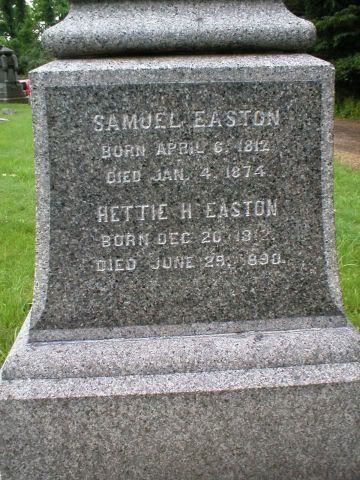 SAMUEL EASTON
BORN APRIL 6, 1812
DIED JAN. 4, 1874
HETTIE H EASTON
BORN DEC 20
DIED JUNE 29, 1890.